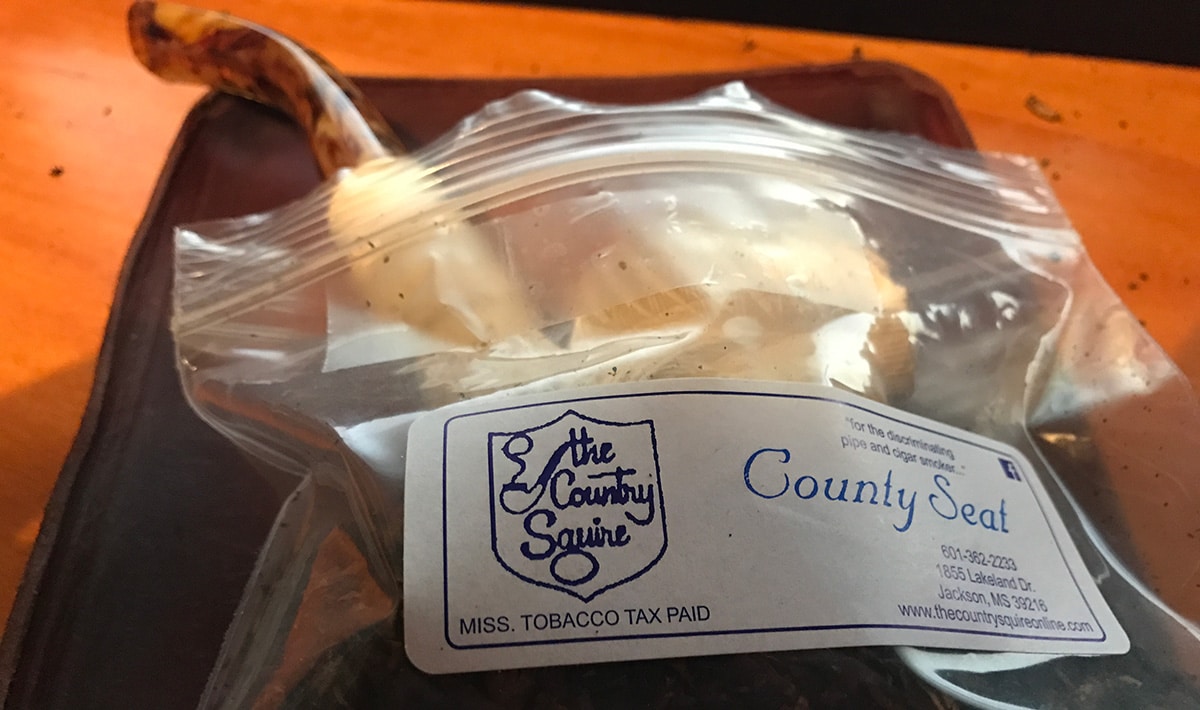 the
Country
Squire
MISS. TOBACCO TAX PAID
"for the discriminating
pipe and cigar smoker..."
County Seat
601-362-2233
1855 Lakeland Dr.
Jackson, MS 39216
www.thecountrysquireonline.com